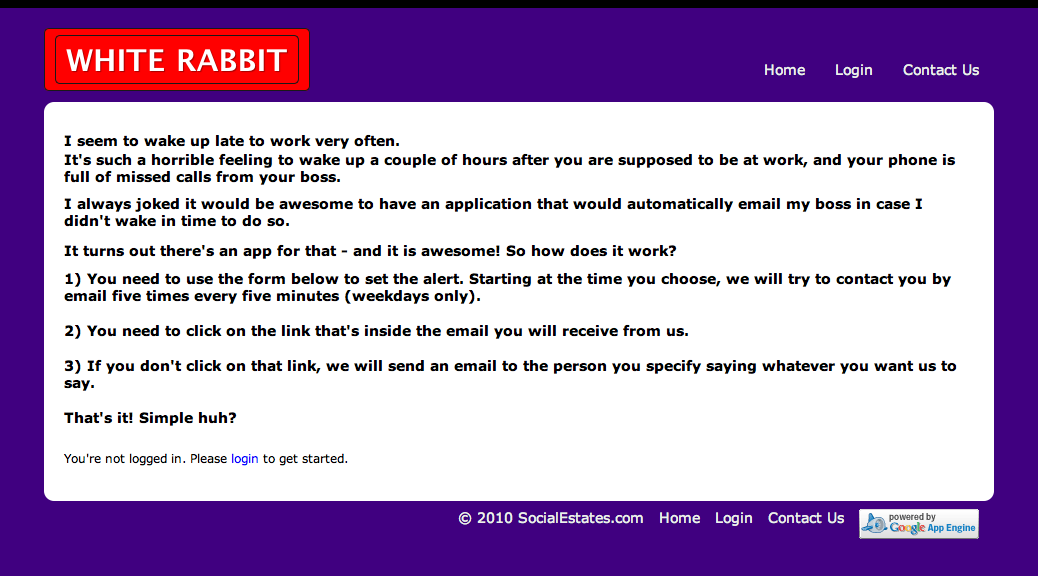 WHITE RABBIT
Home Login Contact Us
I seem to wake up late to work very often.
It's such a horrible feeling to wake up a couple of hours after you are supposed to be at work, and your phone is
full of missed calls from your boss.
I always joked it would be awesome to have an application that would automatically email my boss in case I
didn't wake in time to do so.
It turns out there's an app for that - and it is awesome! So how does it work?
1) You need to use the form below to set the alert. Starting at the time you choose, we will try to contact you by
email five times every five minutes (weekdays only).
2) You need to click on the link that's inside the email you will receive from us.
3) If you don't click on that link, we will send an email to the person you specify saying whatever you want us to
say.
That's it! Simple huh?
You're not logged in. Please login to get started.
© 2010 SocialEstates.com Home Login Contact Us
powered by
Google App Engine